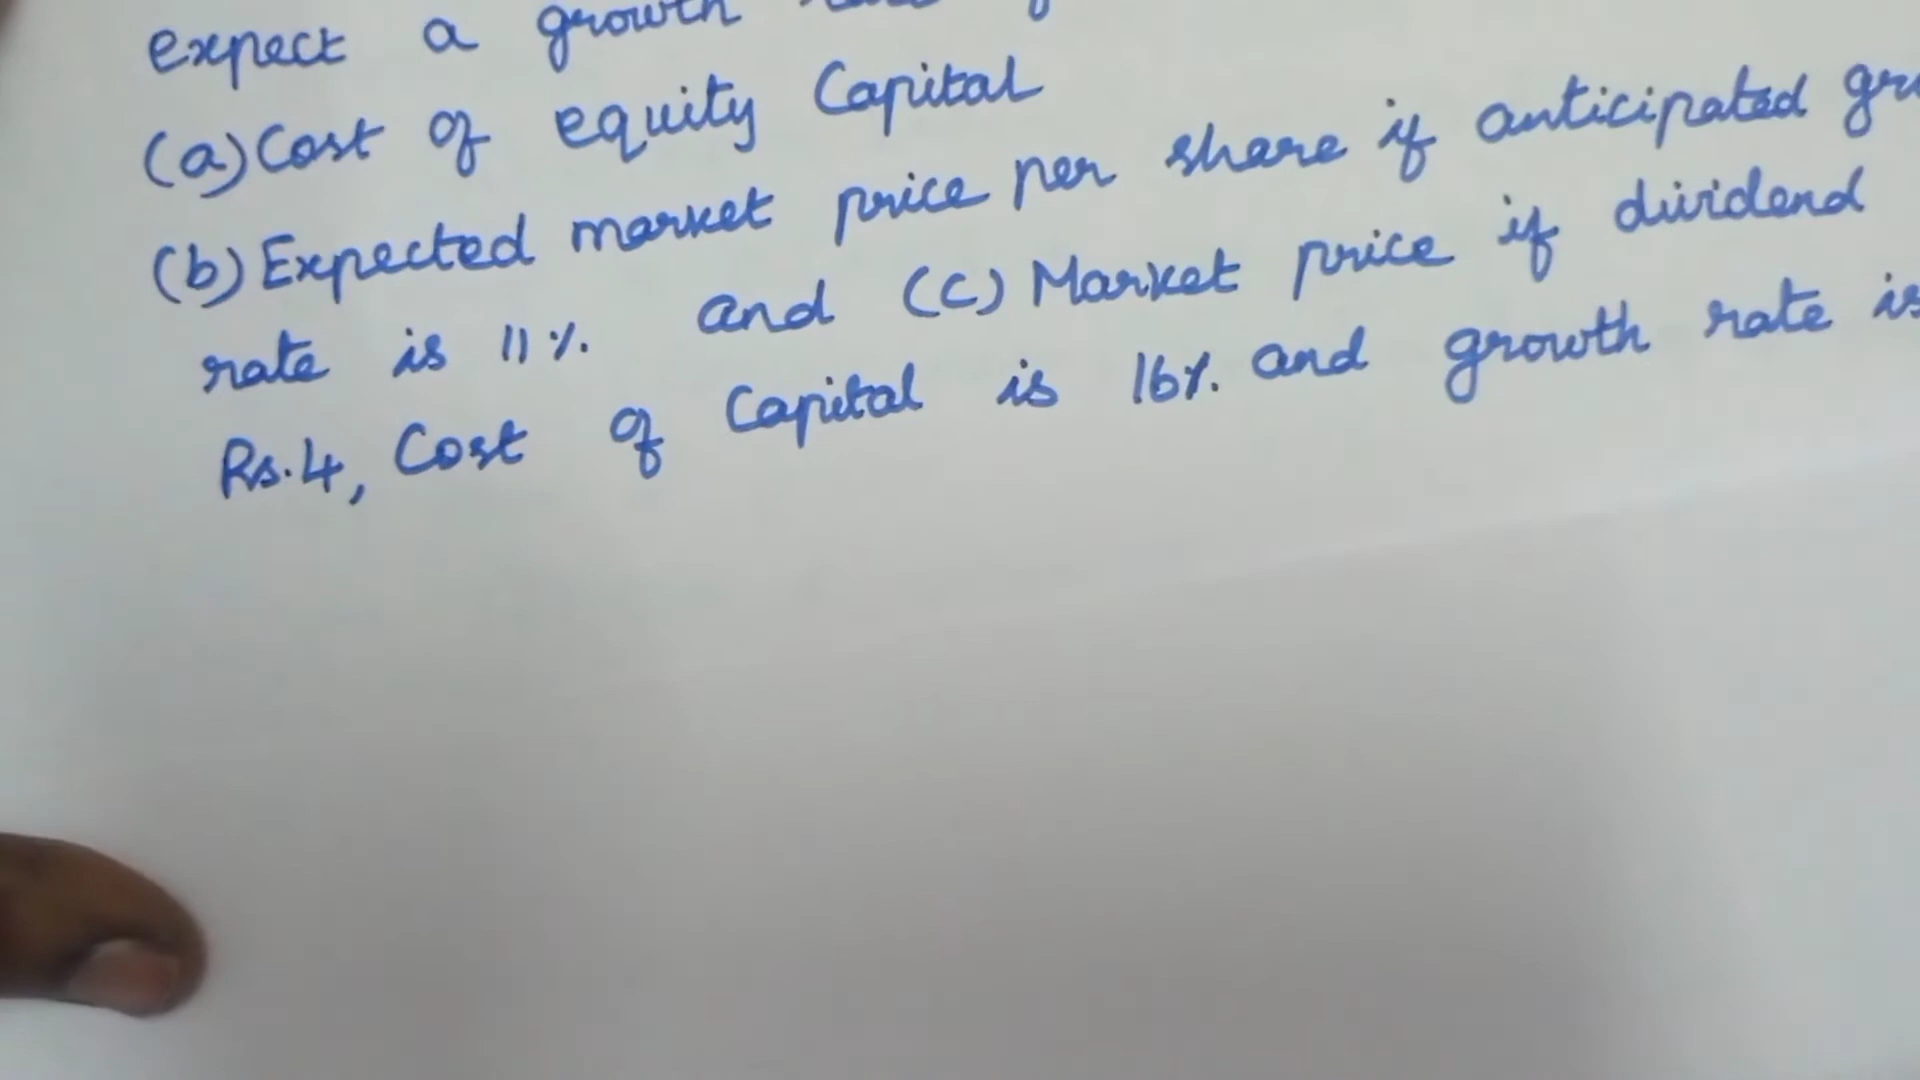 expect a growth
(a) Cost of equity Capital
(b) Expected market price per share if anticipated
rate is 11%. and (C) Market price if dividend
Rs.4, Cost of Capital is 16%. and growth rate is